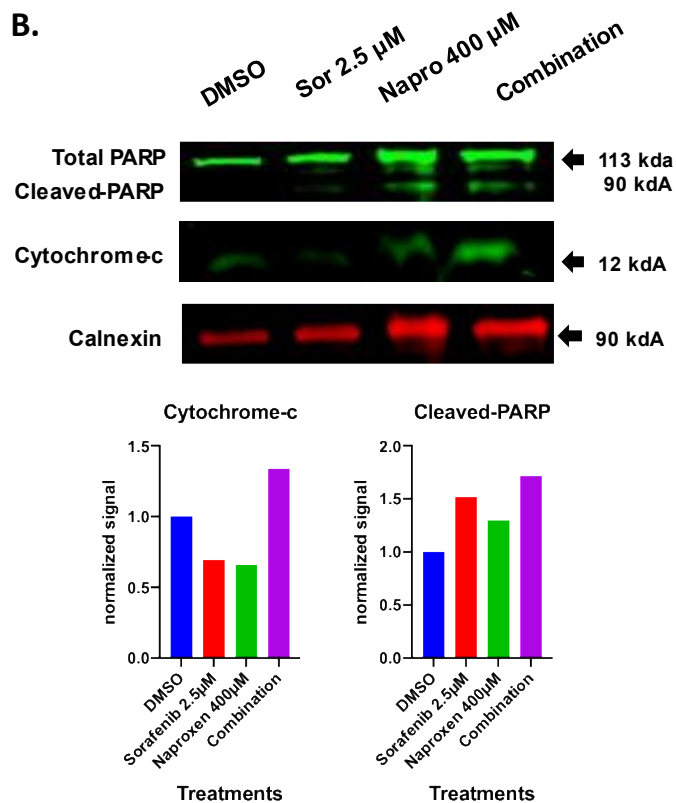 B.
DMSO
Sor 2.5 µM
Napro 400 µM
Combination
Total PARP
113 kda
Cleaved-PARP
90 kdA
Cytochrome-c
12 kdA
Calnexin
90 kdA
Cytochrome-c
normalized signal
1.5
1.0
0.5
0.0
DMSO
Sorafenib 2.5µM
Naproxen 400µM
Combination
Treatments
Cleaved-PARP
normalized signal
2.0
1.5
1.0
0.5
0.0
DMSO
Sorafenib 2.5µM
Naproxen 400µM
Combination
Treatments